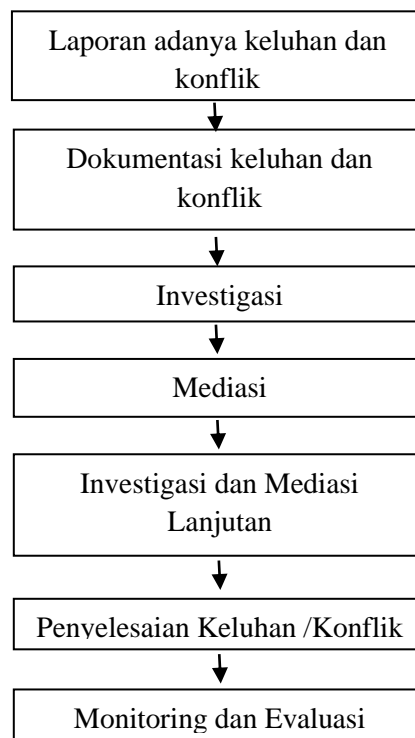 Laporan adanya keluhan dan
konflik
Dokumentasi keluhan dan
konflik
Investigasi
Mediasi
Investigasi dan Mediasi
Lanjutan
Penyelesaian Keluhan /Konflik
Monitoring dan Evaluasi